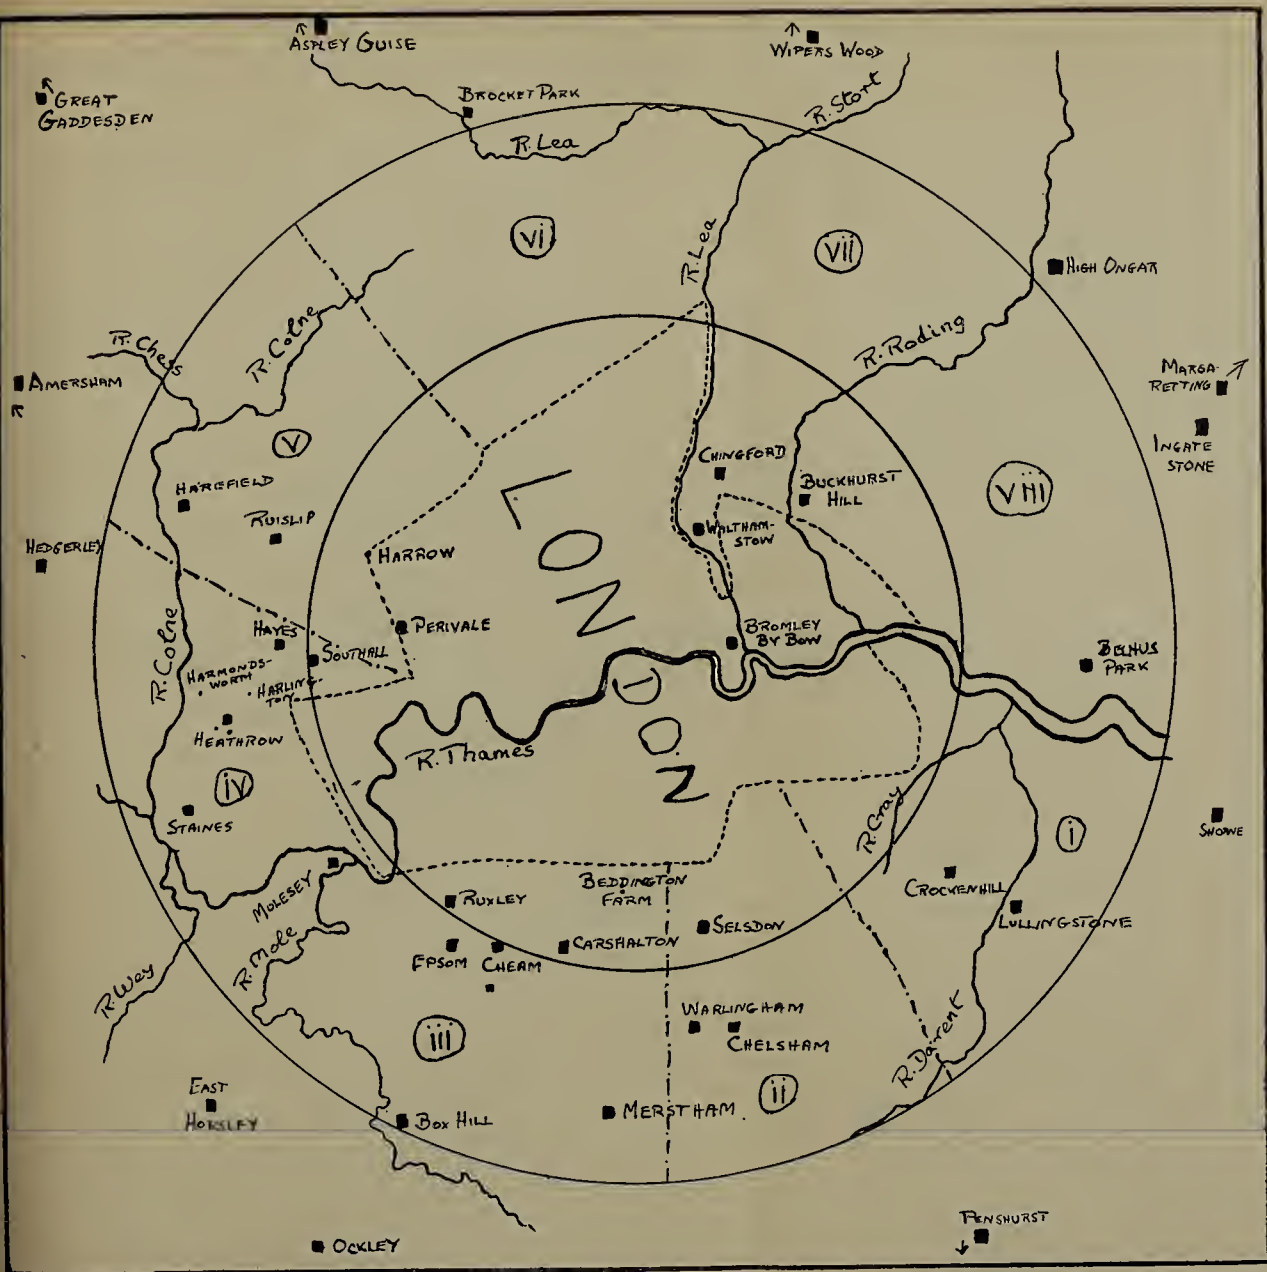 ASPLEY GUISE
WIPERS WOOD
GREAT
GADDESDEN
BROCKET PARK
R. Stort
R. Lea
vi
vii
R. Lea
HIGH ONGAR
R. Colne
R. Chess
R. Roding
AMERSHAM
MARGA-
RETTING
V
INGATE
STONE
CHINGFORD
BUCKHURST
HILL
VIII
HAREFIELD
RUISLIP
WALTHAM-
STOW
HEDGERLEY
HARROW
LONDON
R. Colne
HAYES
PERIVALE
BROMLEY
BY BOW
SOUTHALL
HARMONDS-
WORTH
HARLING-
TON
BELHUS
PARK
HEATHROW
R. Thames
iv
STAINES
R. Cray
i
SHORNE
MOLESEY
RUXLEY
BEDDINGTON
FARM
CROCKENHILL
LULLINGSTONE
SELSDON
CARSHALTON
EPSOM
CHEAM
R. Mole
R. Wey
WARLINGHAM
CHELSHAM
iii
R. Darent
ii
EAST
HORSLEY
BOX HILL
MERSTHAM
PENSHURST
OCKLEY